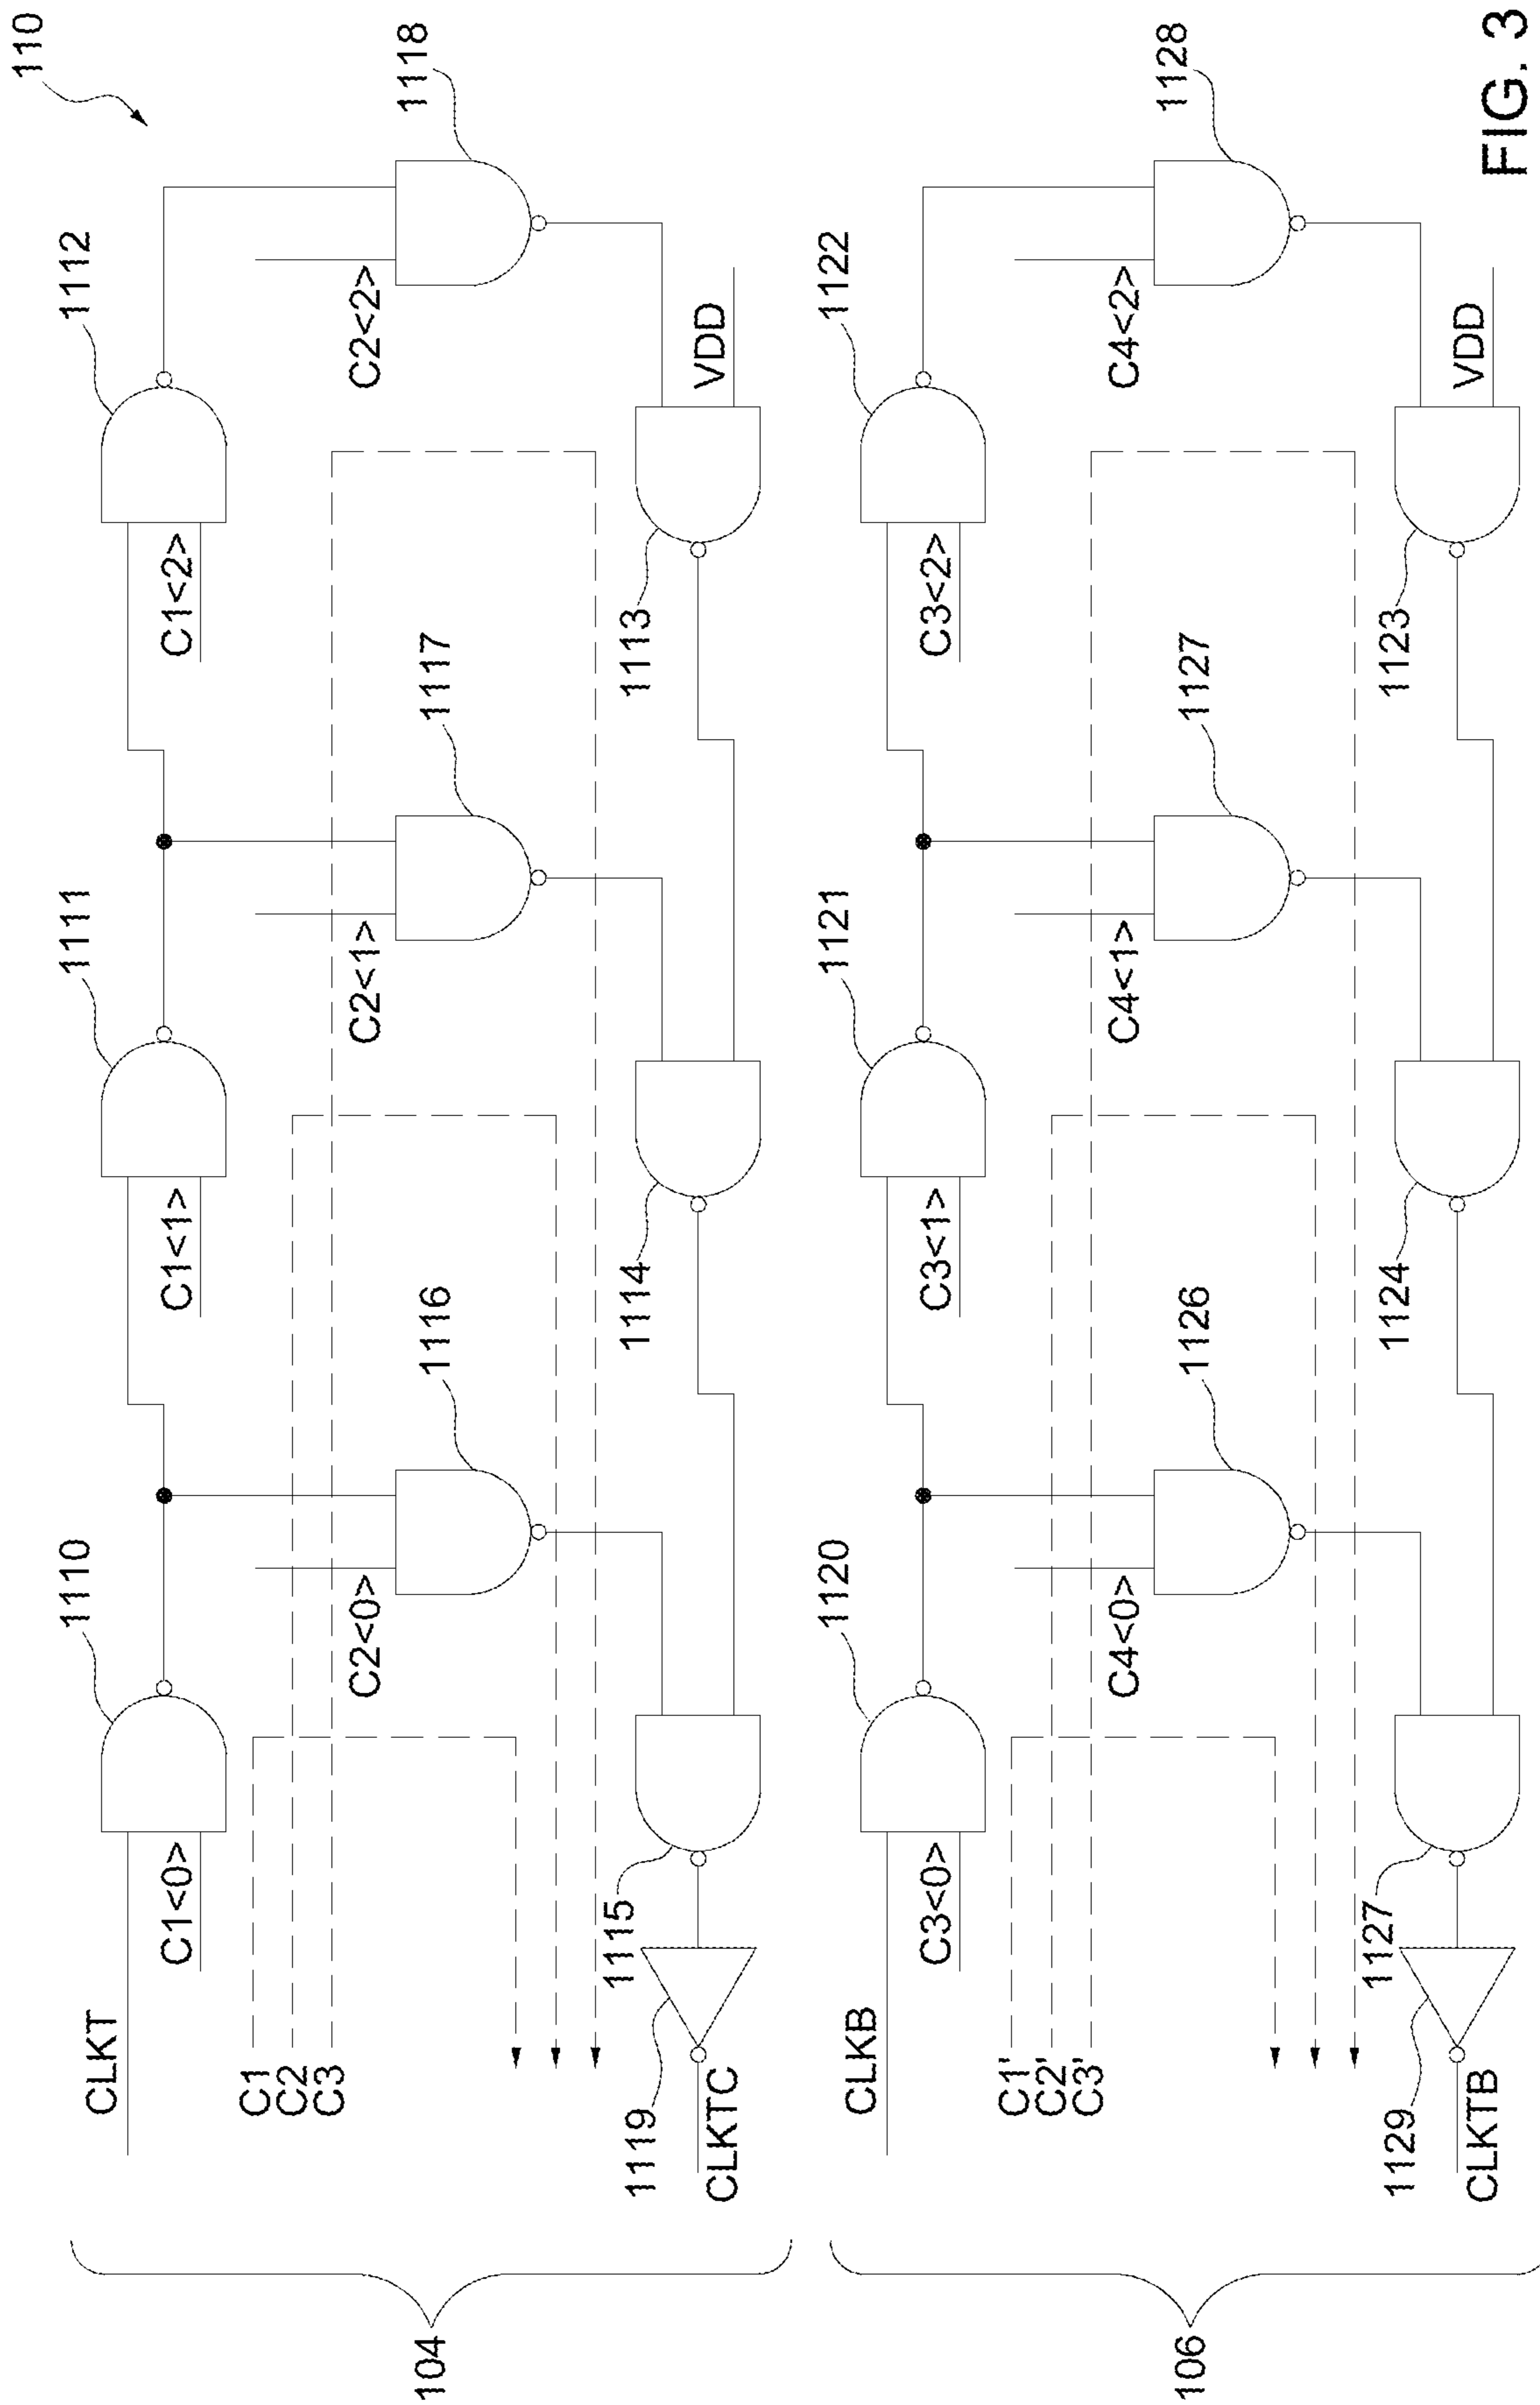 110
1110
1111
1112
CLKT
C1<0>
C1<1>
C1<2>
1116
1117
1118
C1
C2
C3
C2<0>
C2<1>
C2<2>
1119
1115
1114
1113
CLKTC
VDD
104
1120
1121
1122
CLKB
C3<0>
C3<1>
C3<2>
1126
1127
1128
C1'
C2'
C3'
C4<0>
C4<1>
C4<2>
1129
1127
1124
1123
CLKTB
VDD
106
FIG. 3